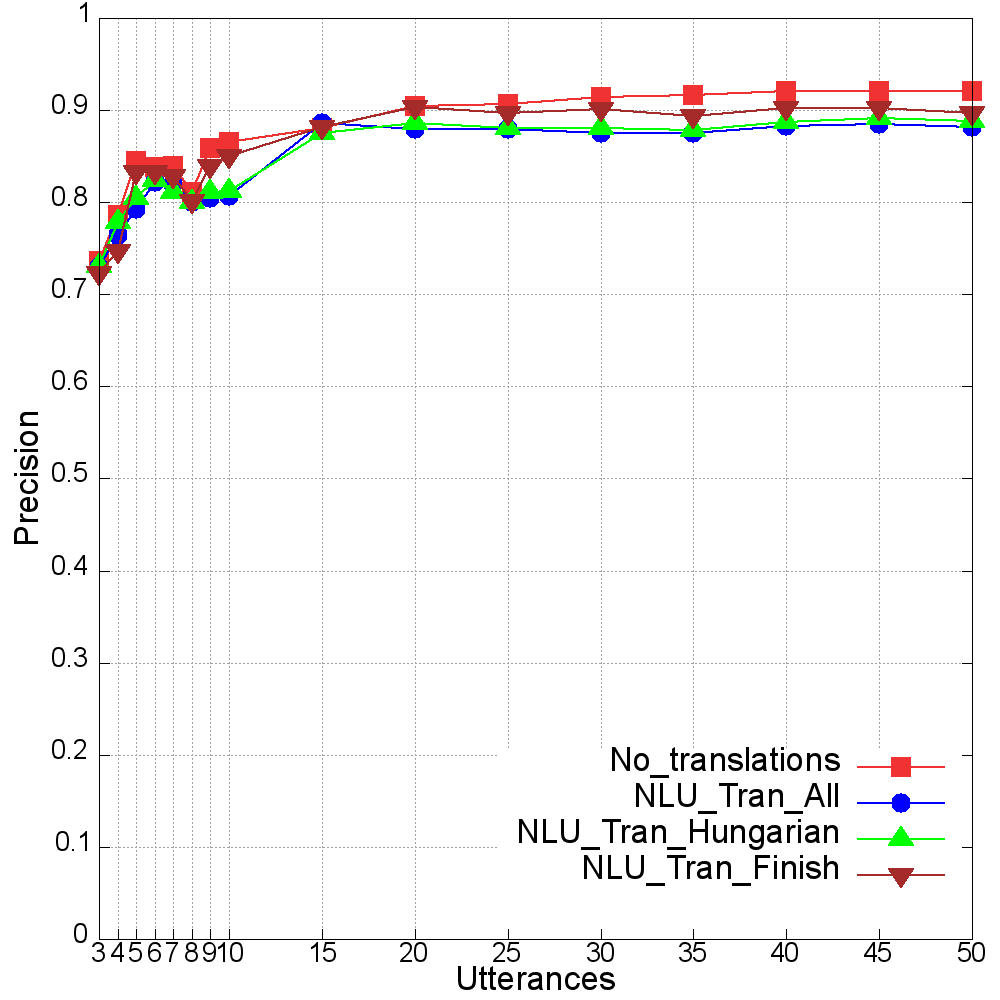 1
0.9
0.8
0.7
0.6
0.5
0.4
0.3
0.2
0.1
0
Precision
No_translations
NLU_Tran_All
NLU_Tran_Hungarian
NLU_Tran_Finish
3 4 5 6 7 8 9 10 15 20 25 30 35 40 45 50
Utterances